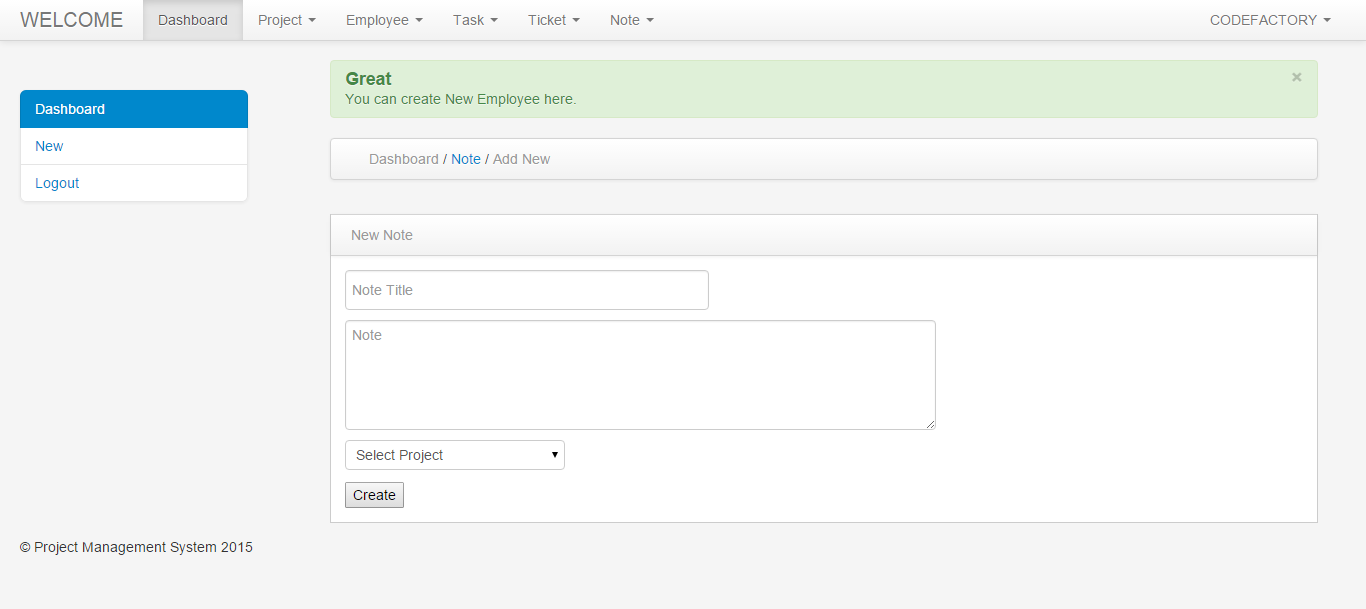 WELCOME Dashboard Project Employee Task Ticket Note CODEFACTORY
Dashboard
New
Logout
Great ×
You can create New Employee here.
Dashboard / Note / Add New
New Note
Note Title
Note
Select Project
Create
© Project Management System 2015